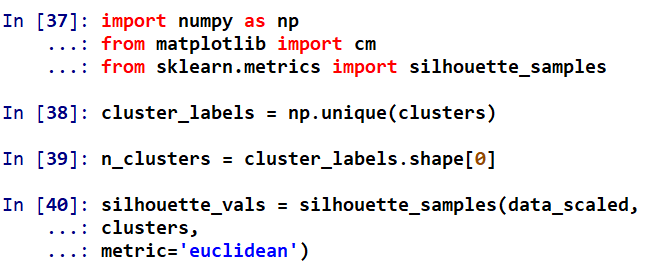 In [37]: import numpy as np
    ...: from matplotlib import cm
    ...: from sklearn.metrics import silhouette_samples
In [38]: cluster_labels = np.unique(clusters)
In [39]: n_clusters = cluster_labels.shape[0]
In [40]: silhouette_vals = silhouette_samples(data_scaled,
    ...: clusters,
    ...: metric='euclidean')